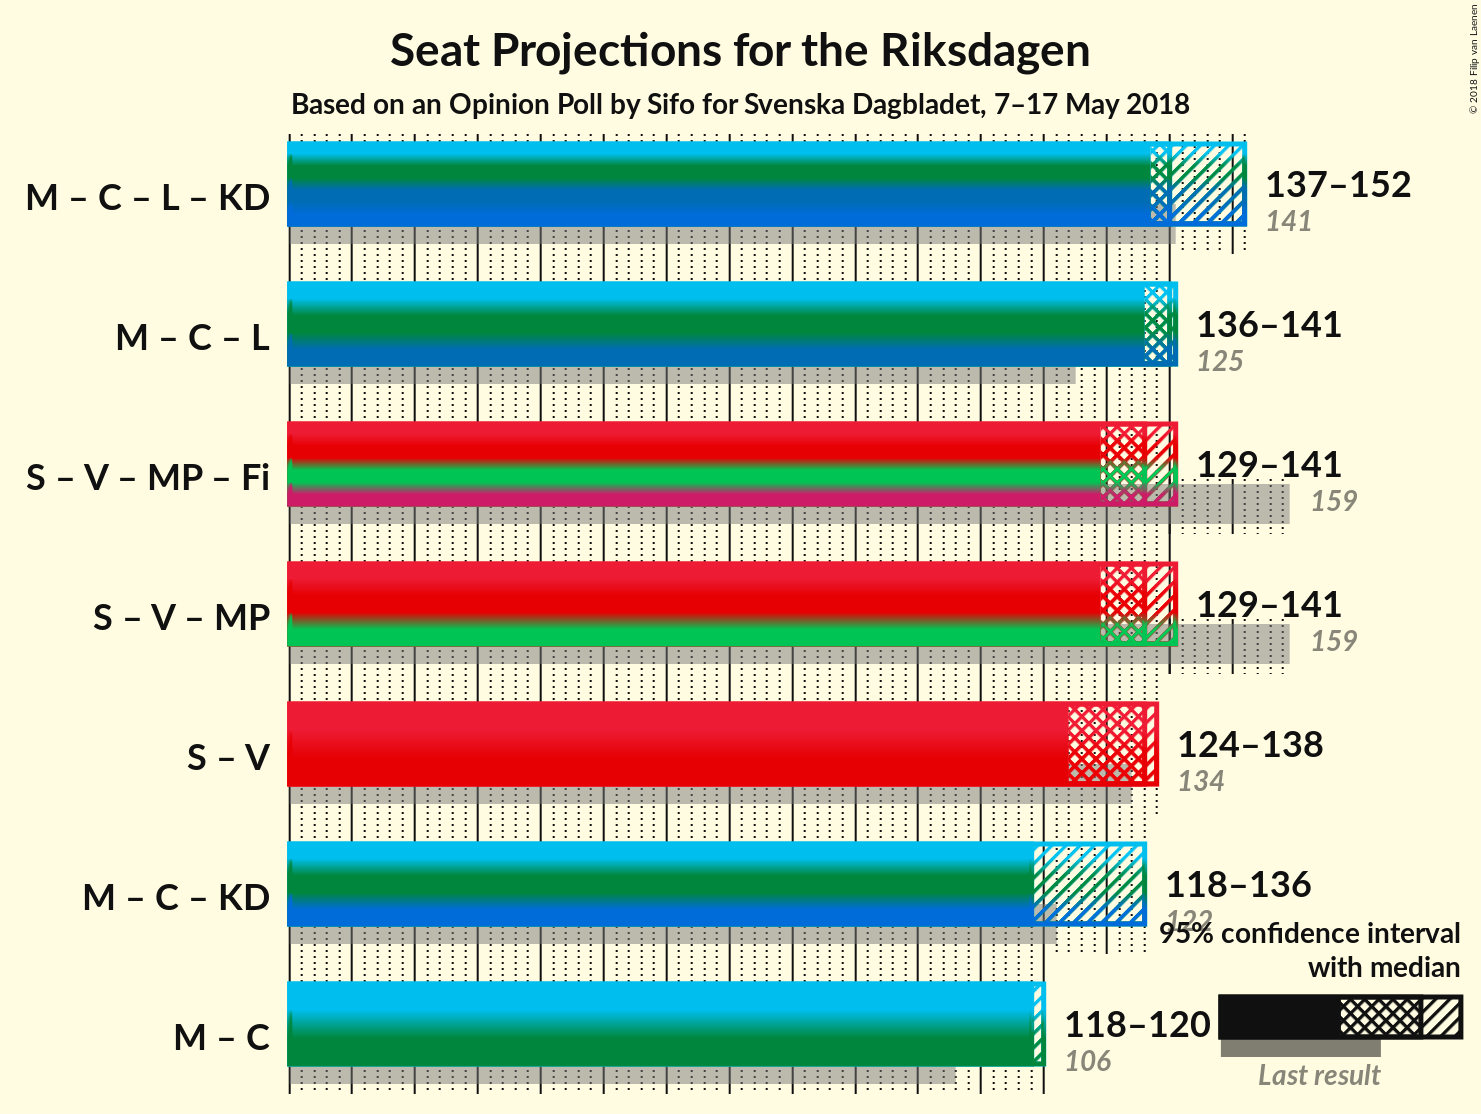 Seat Projections for the Riksdagen
Based on an Opinion Poll by Sifo for Svenska Dagbladet, 7–17 May 2018
© 2018 Filip van Laenen
M – C – L – KD
137–152
141
M – C – L
136–141
125
S – V – MP – Fi
129–141
159
S – V – MP
129–141
159
S – V
124–138
134
M – C – KD
118–136
122
M – C
118–120
106
95% confidence interval
with median
Last result